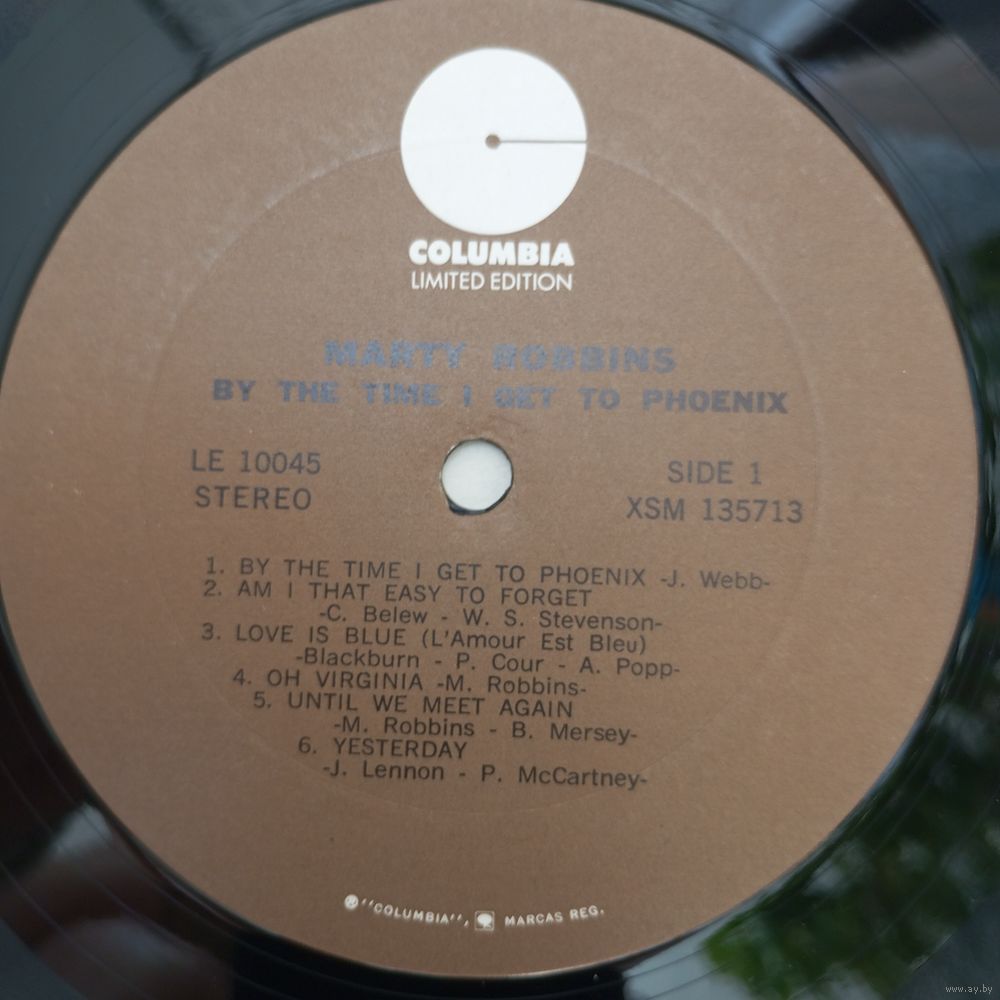 COLUMBIA
LIMITED EDITION
MARTY ROBBINS
BY THE TIME I GET TO PHOENIX
LE 10045
STEREO
SIDE 1
XSM 135713
1. BY THE TIME I GET TO PHOENIX -J. Webb-
2. AM I THAT EASY TO FORGET
-C. Belew - W. S. Stevenson-
3. LOVE IS BLUE (L'Amour Est Bleu)
-Blackburn - P. Cour - A. Popp-
4. OH VIRGINIA -M. Robbins-
5. UNTIL WE MEET AGAIN
-M. Robbins - B. Mersey-
6. YESTERDAY
-J. Lennon - P. McCartney-
® "COLUMBIA", MARCAS REG.
www.ay.by